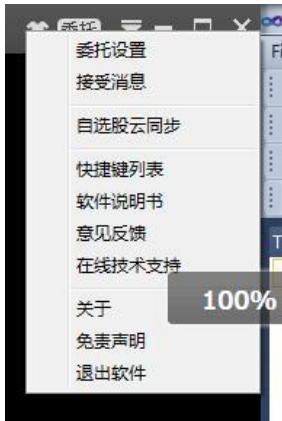 委托
Fi
委托设置
接受消息
自选股云同步
快捷键列表
软件说明书
意见反馈
在线技术支持
T
100%
关于
免责声明
退出软件